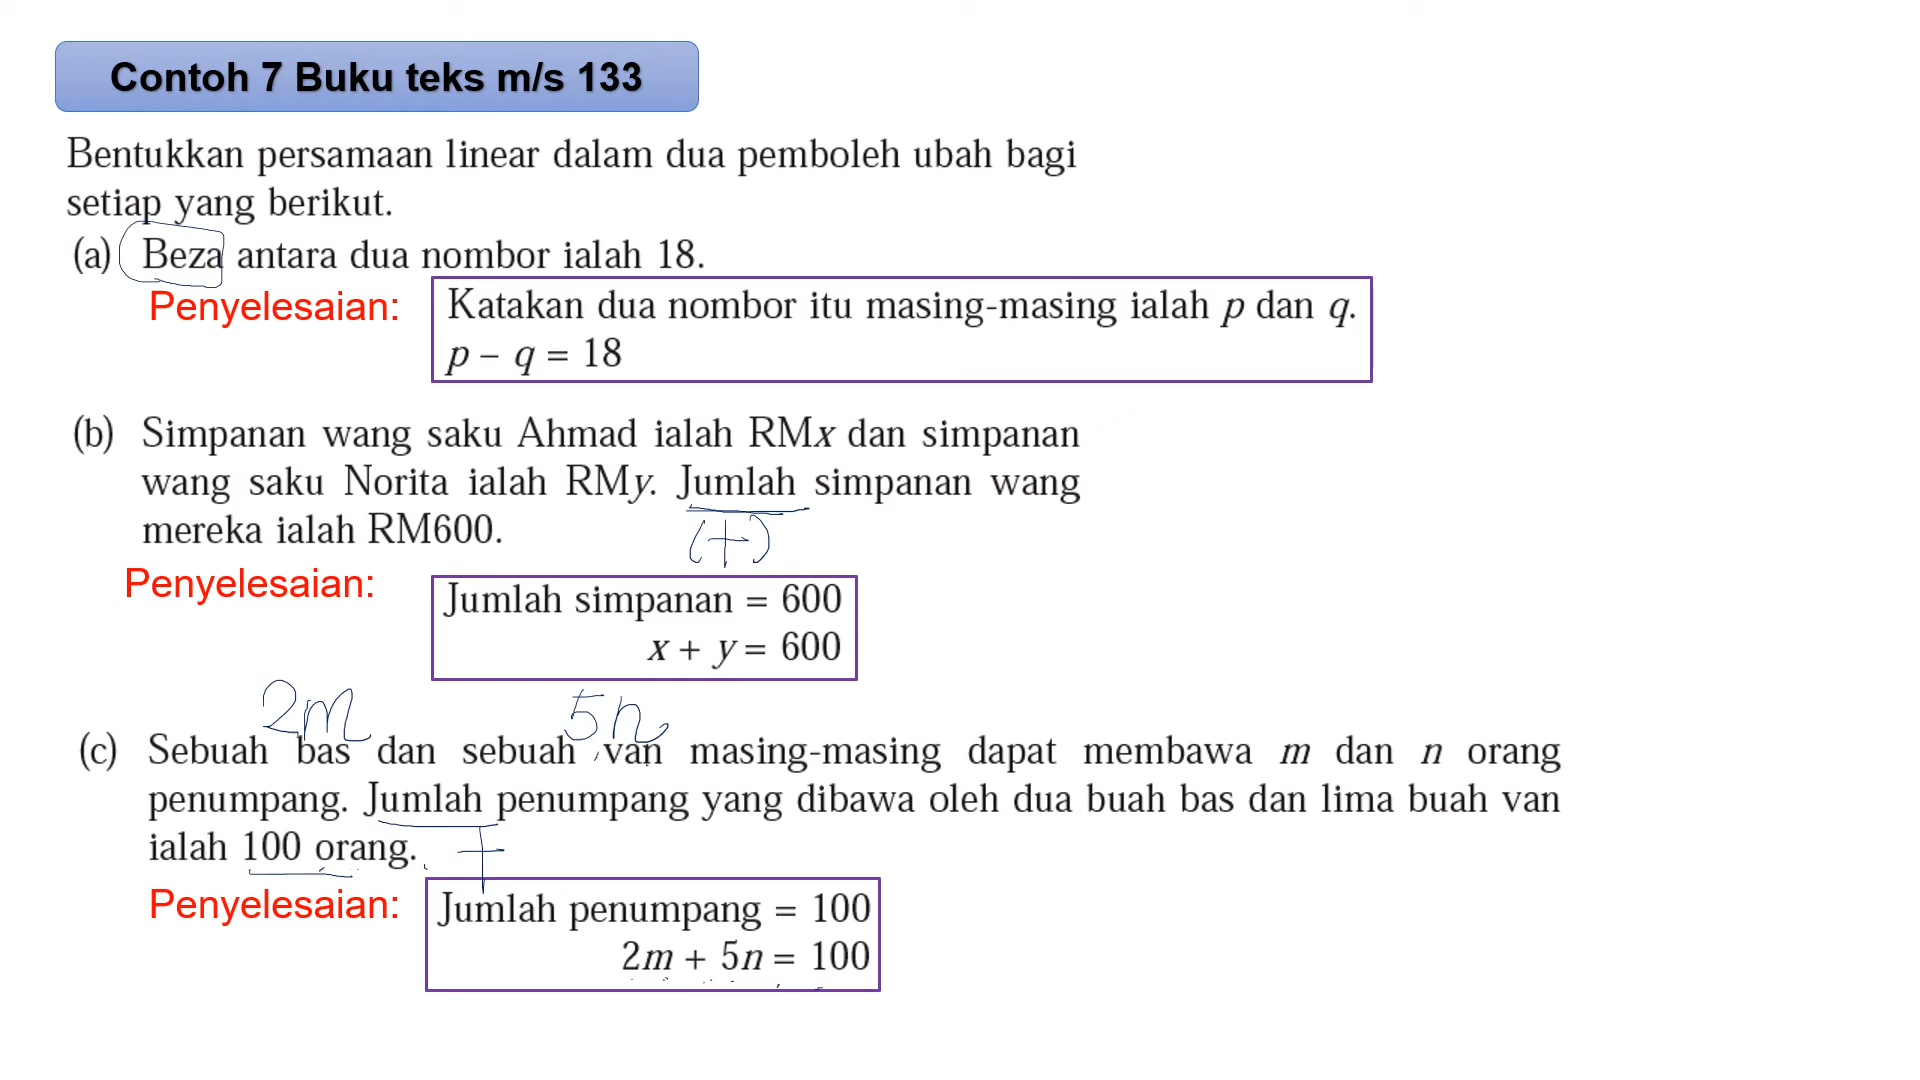 Contoh 7 Buku teks m/s 133
Bentukkan persamaan linear dalam dua pemboleh ubah bagi
setiap yang berikut.
(a) Beza antara dua nombor ialah 18.
Penyelesaian:
Katakan dua nombor itu masing-masing ialah p dan q.
p – q = 18
(b) Simpanan wang saku Ahmad ialah RMx dan simpanan
wang saku Norita ialah RMy. Jumlah simpanan wang
mereka ialah RM600.
(+)
Penyelesaian:
Jumlah simpanan = 600
x + y = 600
2m 5n
(c) Sebuah bas dan sebuah van masing-masing dapat membawa m dan n orang
penumpang. Jumlah penumpang yang dibawa oleh dua buah bas dan lima buah van
ialah 100 orang.
+
Penyelesaian:
Jumlah penumpang = 100
2m + 5n = 100